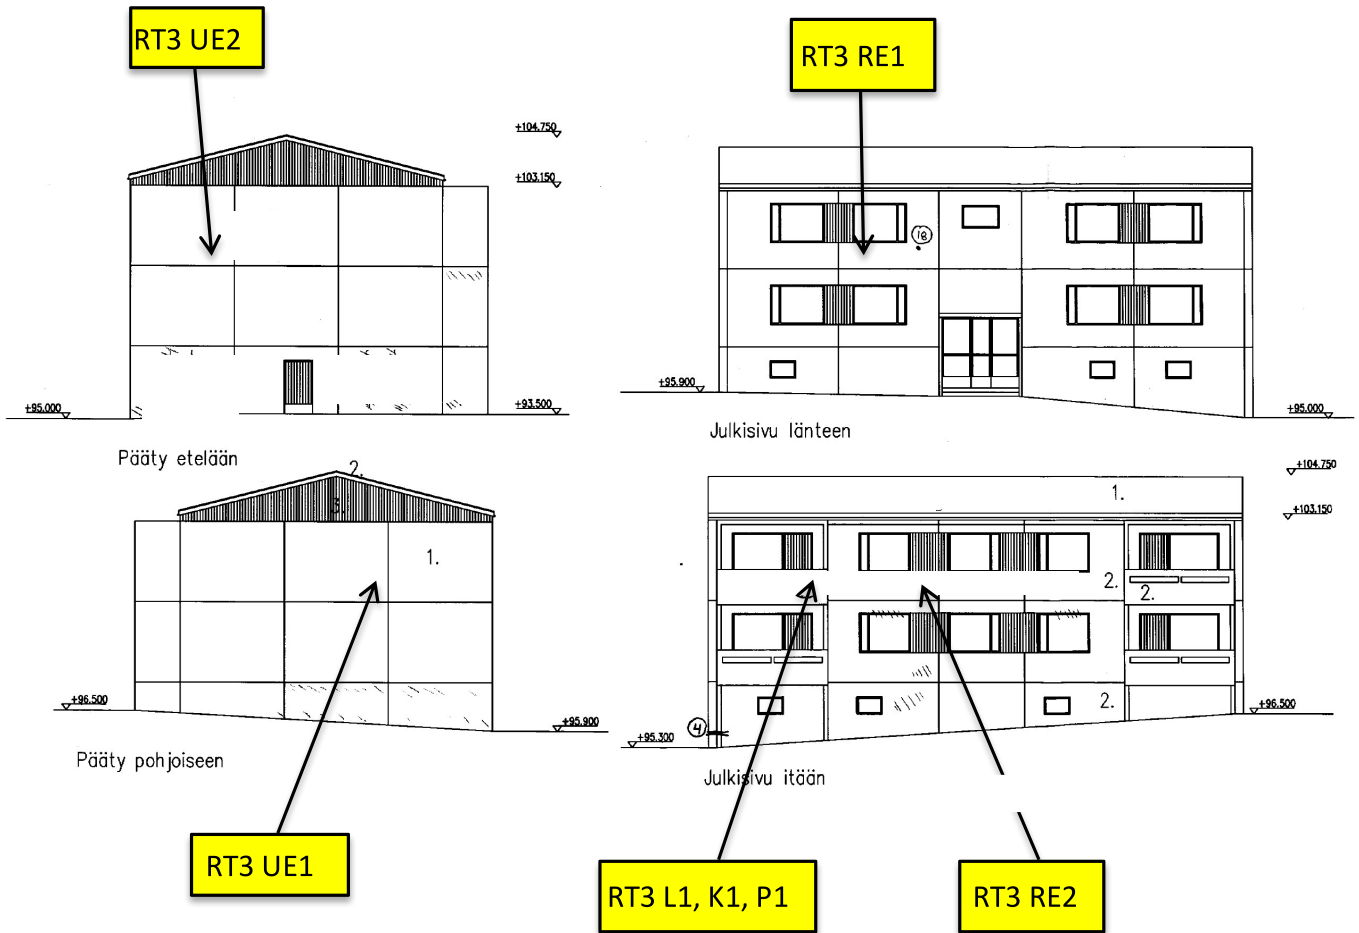 RT3 UE2
RT3 RE1
+104.750
+103.150
18
+95.000
+93.500
+95.900
+95.000
Pääty etelään
Julkisivu länteen
2.
3.
1.
+104.750
1.
+103.150
2.
2.
2.
+96.500
+95.900
4
+95.300
+96.500
Pääty pohjoiseen
Julkisivu itään
RT3 UE1
RT3 L1, K1, P1
RT3 RE2